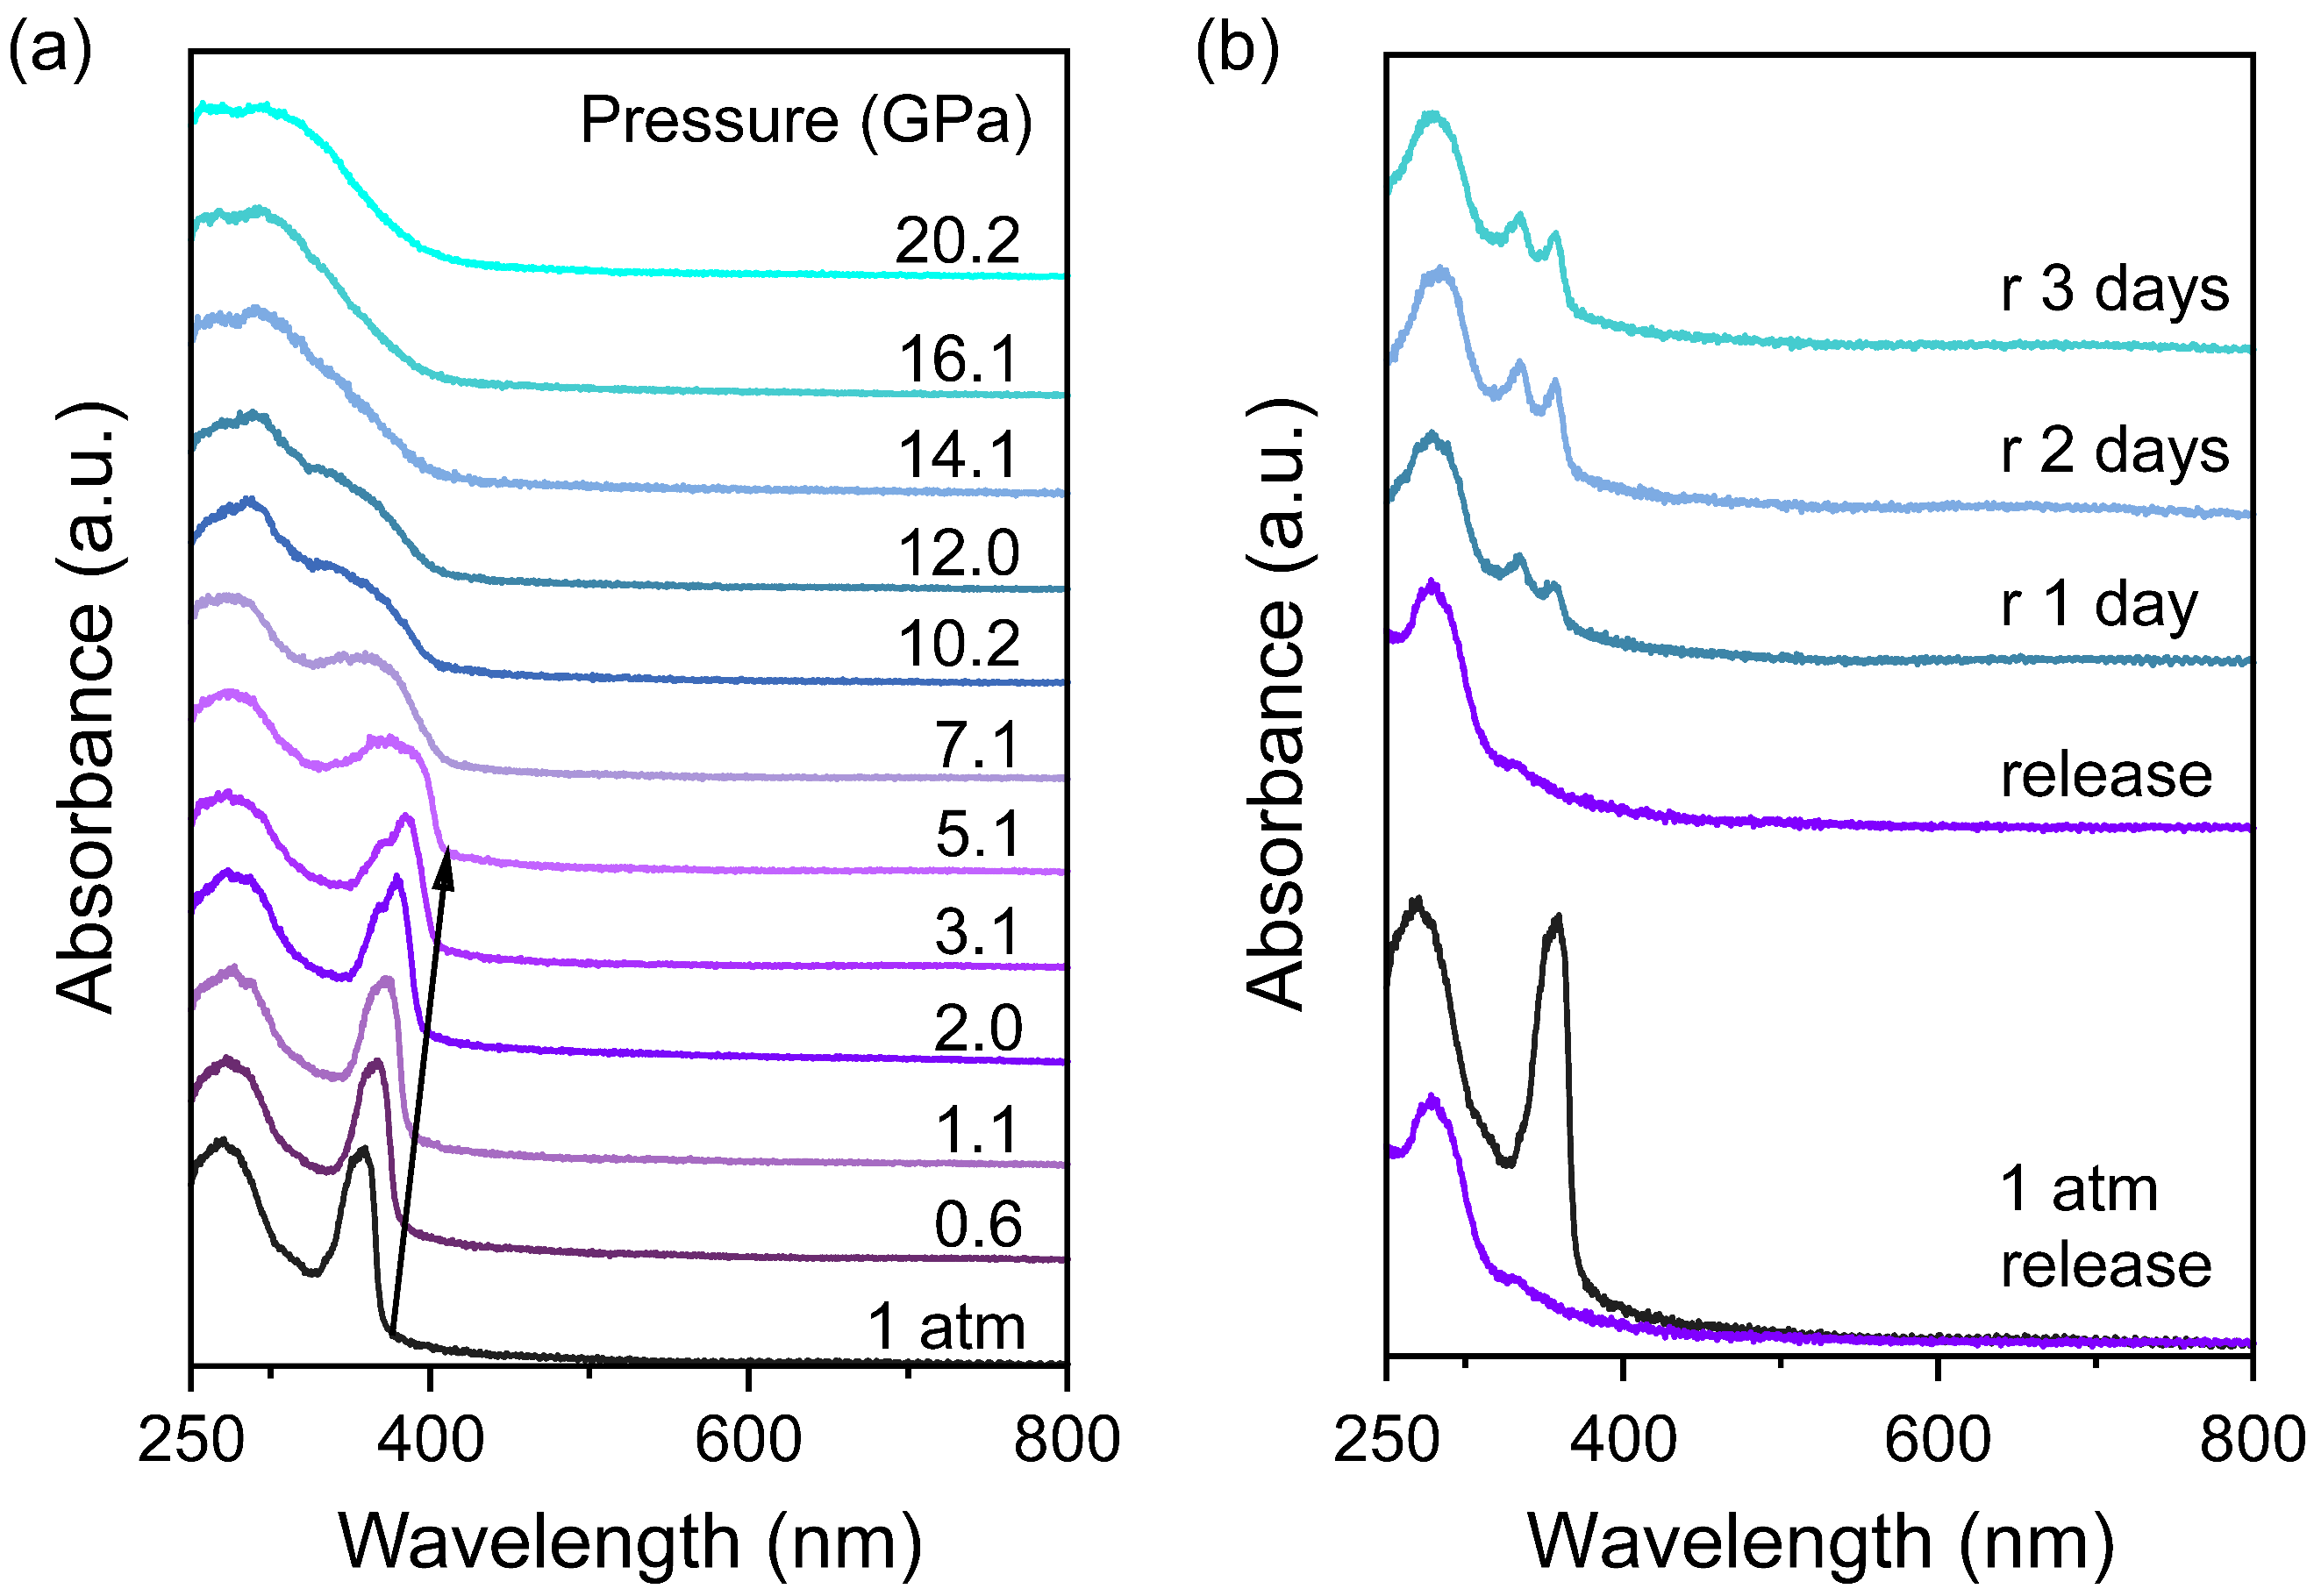 (a)
Pressure (GPa)
20.2
16.1
14.1
12.0
10.2
7.1
5.1
3.1
2.0
1.1
0.6
1 atm
Absorbance (a.u.)
250 400 600 800
Wavelength (nm)
(b)
r 3 days
r 2 days
r 1 day
release
1 atm
release
Absorbance (a.u.)
250 400 600 800
Wavelength (nm)